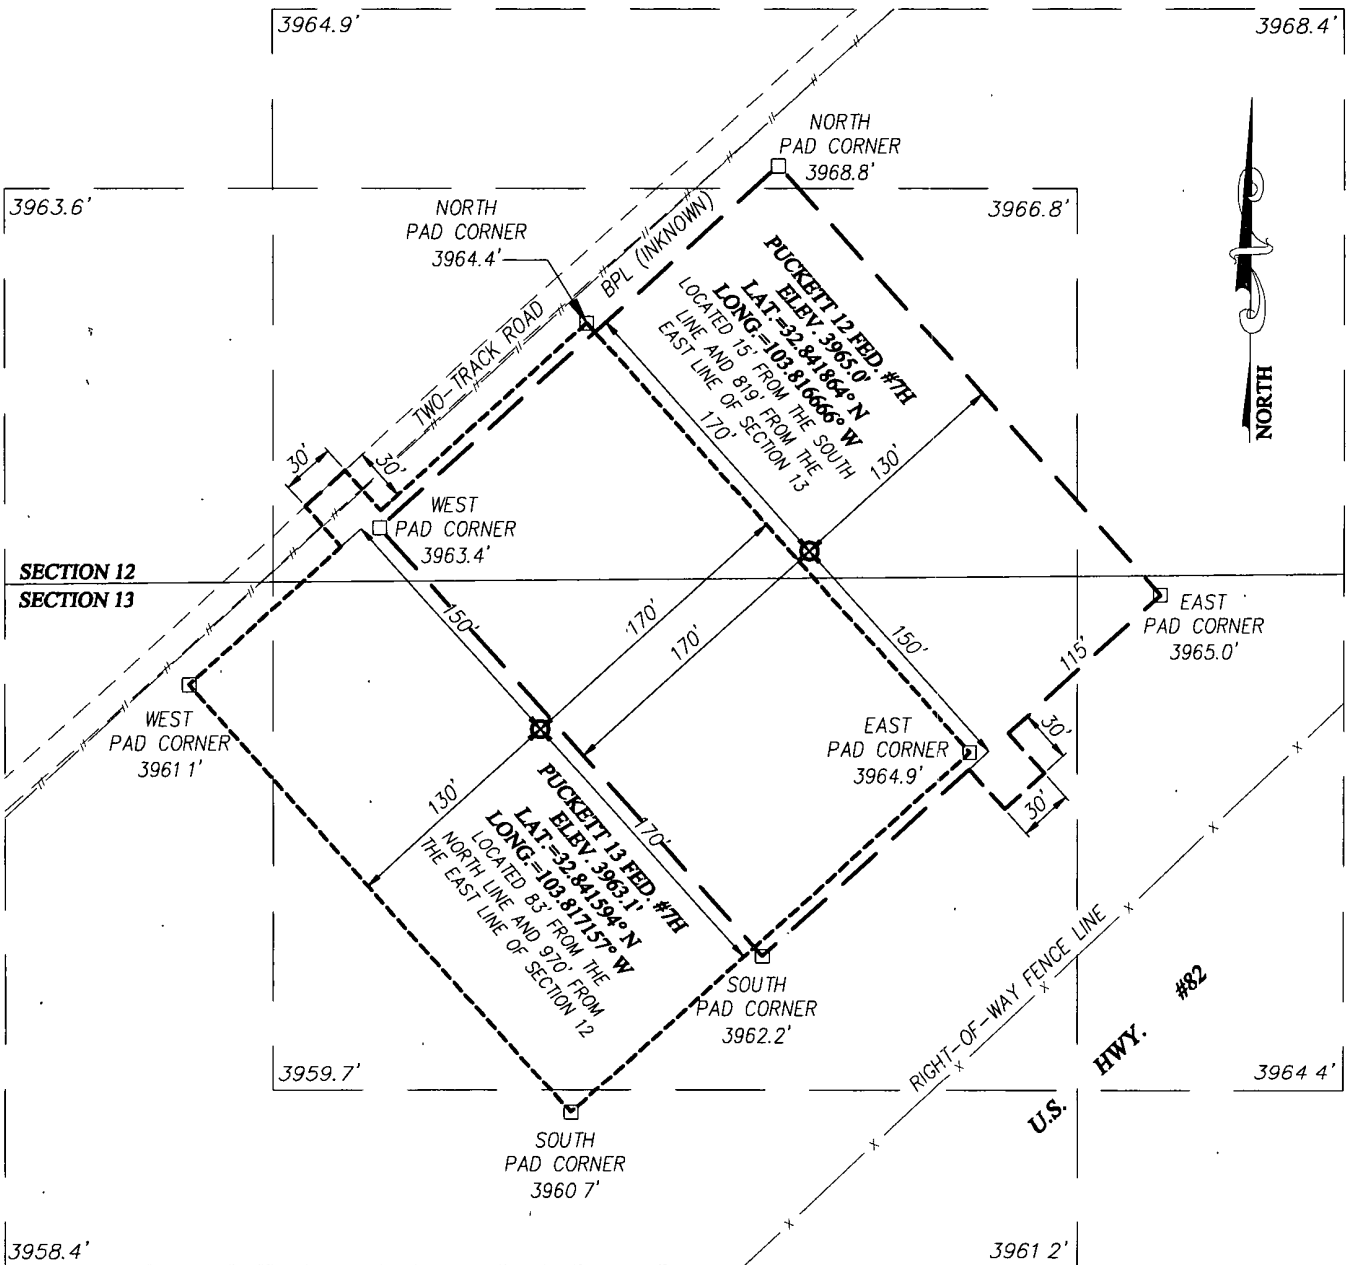 3964.9'
3968.4'
NORTH
PAD CORNER
3968.8'
3963.6'
3966.8'
NORTH
PAD CORNER
3964.4'
BPL (INKNOWN)
TWO-TRACK ROAD
PUCKETT 12 FED. #7H
ELEV. 3965.0'
LAT.=32.841864° N
LONG.=103.816666° W
LOCATED 15' FROM THE SOUTH
LINE AND 819' FROM THE
EAST LINE OF SECTION 13
170'
130'
NORTH
30'
30'
WEST
PAD CORNER
3963.4'
SECTION 12
SECTION 13
150'
170'
170'
150'
EAST
PAD CORNER
3965.0'
115'
30'
30'
WEST
PAD CORNER
3961 1'
EAST
PAD CORNER
3964.9'
130'
170'
PUCKETT 13 FED. #7H
ELEV. 3963.1'
LAT.=32.841594° N
LONG.=103.817157° W
LOCATED 83' FROM THE
NORTH LINE AND 970' FROM
THE EAST LINE OF SECTION 12
SOUTH
PAD CORNER
3962.2'
RIGHT-OF-WAY FENCE LINE
U.S. HWY. #82
3959.7'
3964 4'
SOUTH
PAD CORNER
3960 7'
3958.4'
3961 2'